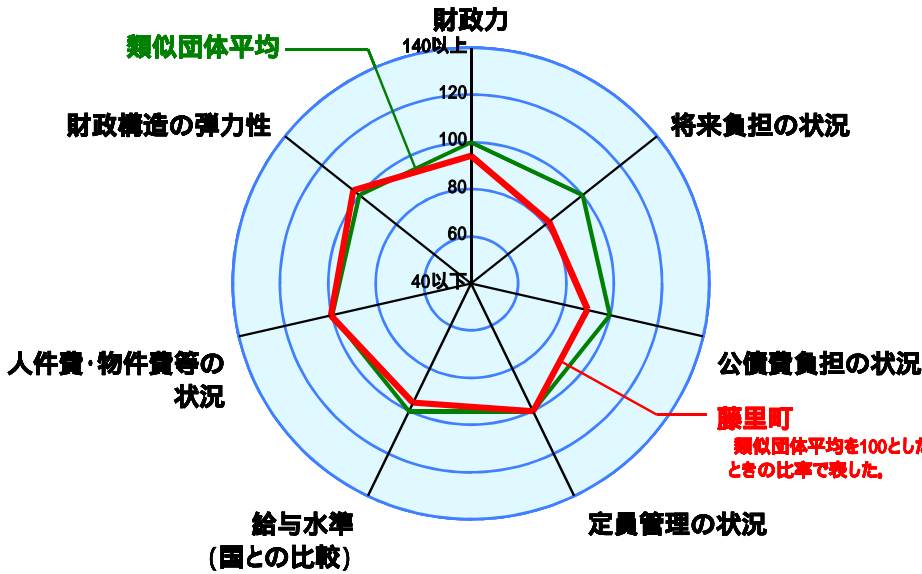 財政力
140以上
類似団体平均
120
財政構造の弾力性
将来負担の状況
100
80
60
40以下
人件費・物件費等の
状況
公債費負担の状況
藤里町
類似団体平均を100とした
ときの比率で表した。
給与水準
(国との比較)
定員管理の状況